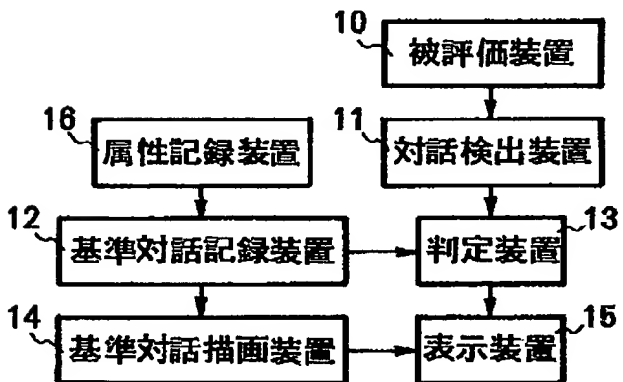 10
被評価装置
16
11
属性記録装置
対話検出装置
12
13
基準対話記録装置
判定装置
14
15
基準対話描画装置
表示装置